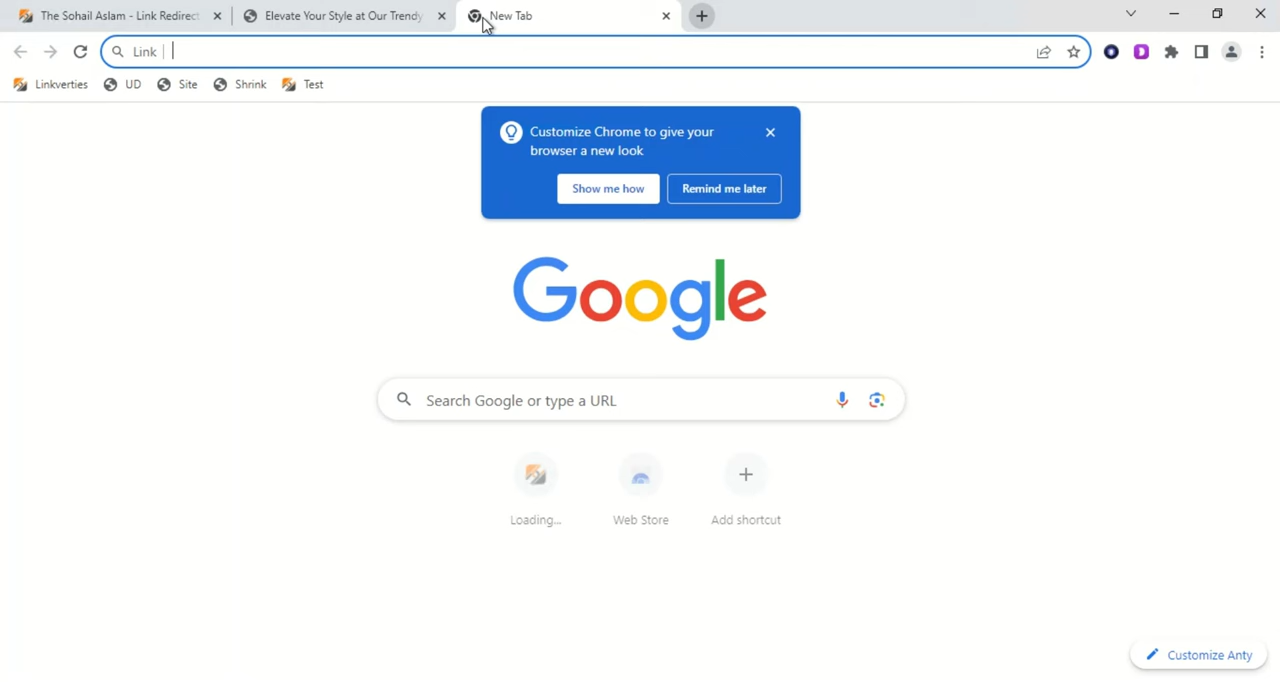 The Sohail Aslam - Link Redirect
Elevate Your Style at Our Trendy
New Tab
Link
Linkverties
UD
Site
Shrink
Test
Customize Chrome to give your
browser a new look
Show me how
Remind me later
Google
Search Google or type a URL
Loading...
Web Store
Add shortcut
Customize Anty